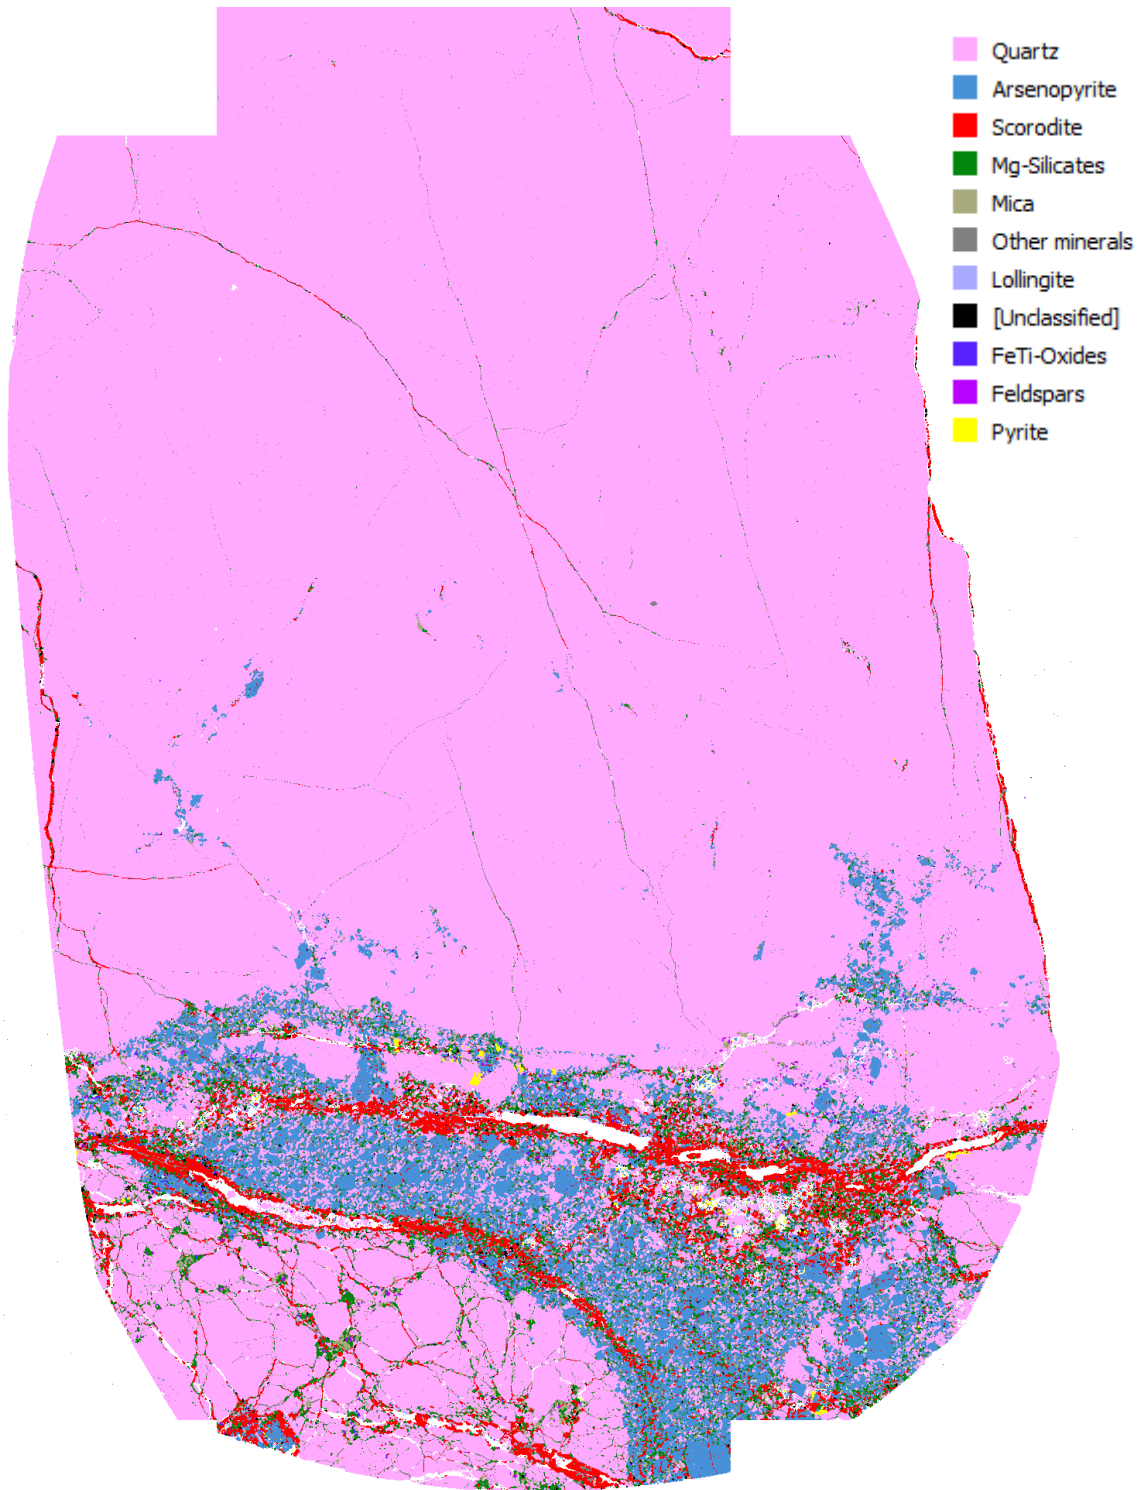 Quartz
Arsenopyrite
Scorodite
Mg-Silicates
Mica
Other minerals
Lollingite
[Unclassified]
FeTi-Oxides
Feldspars
Pyrite